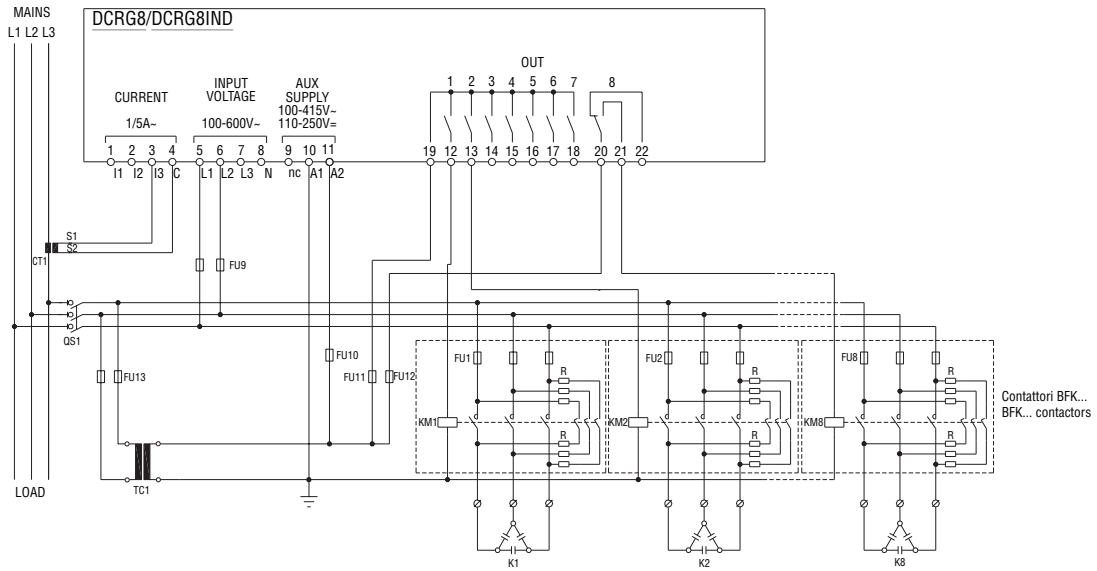 MAINS
L1 L2 L3
DCRG8/DCRG8IND
CURRENT
1/5A~
INPUT
VOLTAGE
100-600V~
AUX
SUPPLY
100-415V~
110-250V=
OUT
1 2 3 4 5 6 7 8
1 2 3 4 5 6 7 8 9 10 11 19 12 13 14 15 16 17 18 20 21 22
I1 I2 I3 C L1 L2 L3 N nc A1 A2
S1
S2
CT1
FU9
QS1
FU10
FU13
FU11
FU12
FU1
R
KM1
R
FU2
R
KM2
R
FU8
R
KM8
R
Contattori BFK...
BFK... contactors
TC1
LOAD
K1
K2
K8